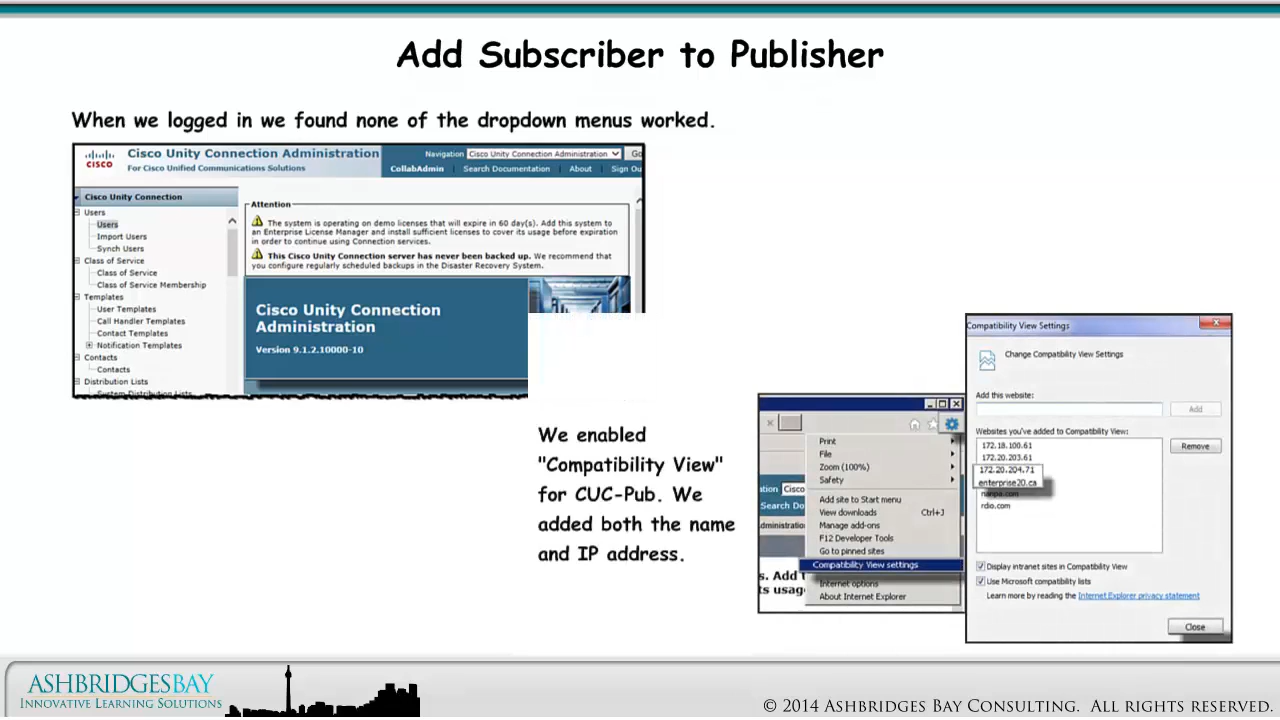 Add Subscriber to Publisher
When we logged in we found none of the dropdown menus worked.
CISCO
Cisco Unity Connection Administration
For Cisco Unified Communications Solutions
Navigation Cisco Unity Connection Administration Go
CollabAdmin | Search Documentation | About | Sign Ou
Cisco Unity Connection
Users
Users
Import Users
Synch Users
Class of Service
Class of Service
Class of Service Membership
Templates
User Templates
Call Handler Templates
Contact Templates
Notification Templates
Contacts
Contacts
Distribution Lists
System Distribution Lists
Attention
The system is operating on demo licenses that will expire in 60 day(s). Add this system to
an Enterprise License Manager and install sufficient licenses to cover its usage before expiration
in order to continue using Connection services.
This Cisco Unity Connection server has never been backed up. We recommend that
you configure regularly scheduled backups in the Disaster Recovery System.
Cisco Unity Connection
Administration
Version 9.1.2.10000-10
We enabled
"Compatibility View"
for CUC-Pub. We
added both the name
and IP address.
ation Cisco
Search Do
dministratio
s. Add t
ts usag
Print
File
Zoom (100%)
Safety
Add site to Start menu
View downloads Ctrl+J
Manage add-ons
F12 Developer Tools
Go to pinned sites
Compatibility View settings
Internet options
About Internet Explorer
Compatibility View Settings
Change Compatibility View Settings
Add this website:
Add
Websites you've added to Compatibility View:
172.18.100.61
172.20.203.61
172.20.204.71
enterprise20.ca
rdio.com
Remove
Display intranet sites in Compatibility View
Use Microsoft compatibility lists
Learn more by reading the Internet Explorer privacy statement
Close
ASHBRIDGESBAY
INNOVATIVE LEARNING SOLUTIONS
© 2014 ASHBRIDGES BAY CONSULTING. ALL RIGHTS RESERVED.